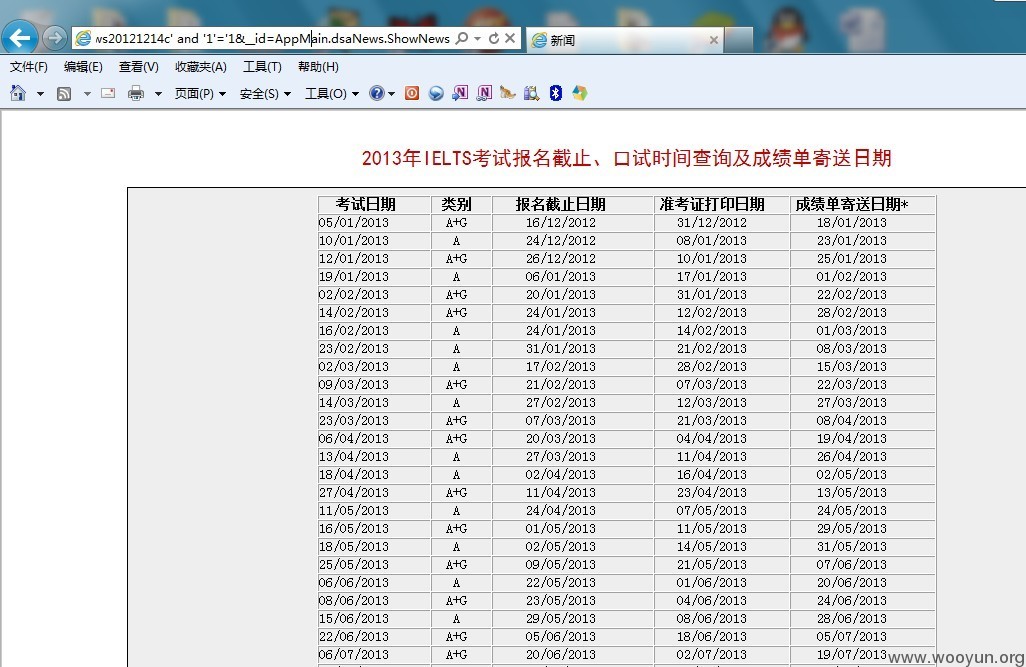 ws20121214c' and '1'='1&__id=AppMain.dsaNews.ShowNews
新闻
文件(F) 编辑(E) 查看(V) 收藏夹(A) 工具(T) 帮助(H)
页面(P) 安全(S) 工具(O)
2013年IELTS考试报名截止、口试时间查询及成绩单寄送日期
考试日期 类别 报名截止日期 准考证打印日期 成绩单寄送日期*
05/01/2013 A+G 16/12/2012 31/12/2012 18/01/2013
10/01/2013 A 24/12/2012 08/01/2013 23/01/2013
12/01/2013 A+G 26/12/2012 10/01/2013 25/01/2013
19/01/2013 A 06/01/2013 17/01/2013 01/02/2013
02/02/2013 A+G 20/01/2013 31/01/2013 22/02/2013
14/02/2013 A+G 24/01/2013 12/02/2013 28/02/2013
16/02/2013 A 24/01/2013 14/02/2013 01/03/2013
23/02/2013 A 31/01/2013 21/02/2013 08/03/2013
02/03/2013 A 17/02/2013 28/02/2013 15/03/2013
09/03/2013 A+G 21/02/2013 07/03/2013 22/03/2013
14/03/2013 A 27/02/2013 12/03/2013 27/03/2013
23/03/2013 A+G 07/03/2013 21/03/2013 08/04/2013
06/04/2013 A+G 20/03/2013 04/04/2013 19/04/2013
13/04/2013 A 27/03/2013 11/04/2013 26/04/2013
18/04/2013 A 02/04/2013 16/04/2013 02/05/2013
27/04/2013 A+G 11/04/2013 23/04/2013 13/05/2013
11/05/2013 A 24/04/2013 07/05/2013 24/05/2013
16/05/2013 A+G 01/05/2013 11/05/2013 29/05/2013
18/05/2013 A 02/05/2013 14/05/2013 31/05/2013
25/05/2013 A+G 09/05/2013 21/05/2013 07/06/2013
06/06/2013 A 22/05/2013 01/06/2013 20/06/2013
08/06/2013 A+G 23/05/2013 04/06/2013 24/06/2013
15/06/2013 A 29/05/2013 08/06/2013 28/06/2013
22/06/2013 A+G 05/06/2013 18/06/2013 05/07/2013
06/07/2013 A+G 20/06/2013 02/07/2013 19/07/2013
www.wooyun.org